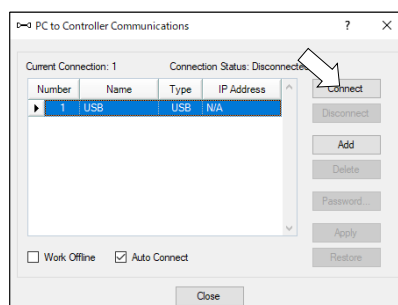 PC to Controller Communications
Current Connection: 1 Connection Status: Disconnected
Number Name Type IP Address
1 USB USB N/A
Connect
Disconnect
Add
Delete
Password...
Apply
Restore
Work Offline Auto Connect
Close